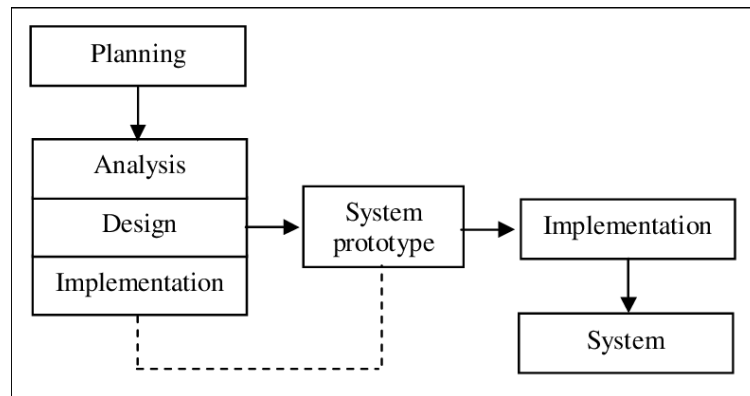 Planning
Analysis
Design
Implementation
System
prototype
Implementation
System